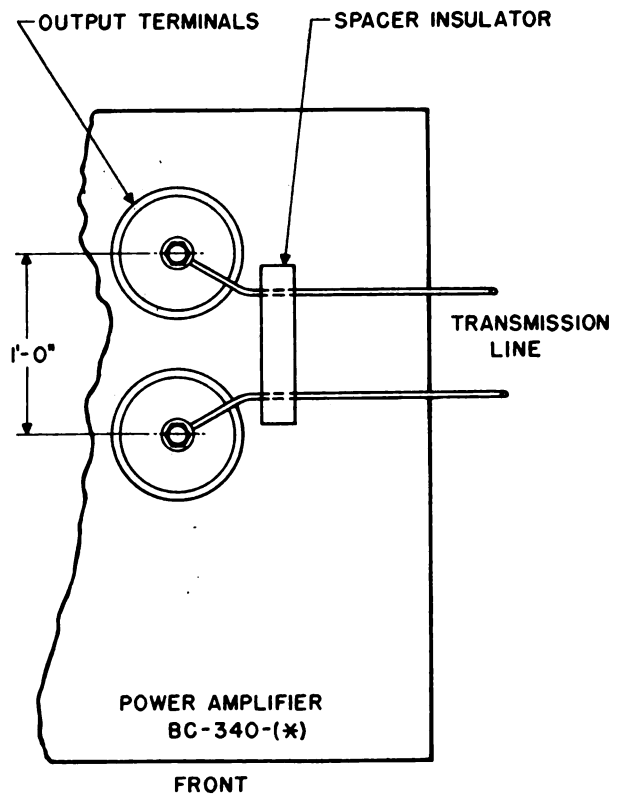 OUTPUT TERMINALS
SPACER INSULATOR
1'-0"
TRANSMISSION
LINE
POWER AMPLIFIER
BC-340-(*)
FRONT